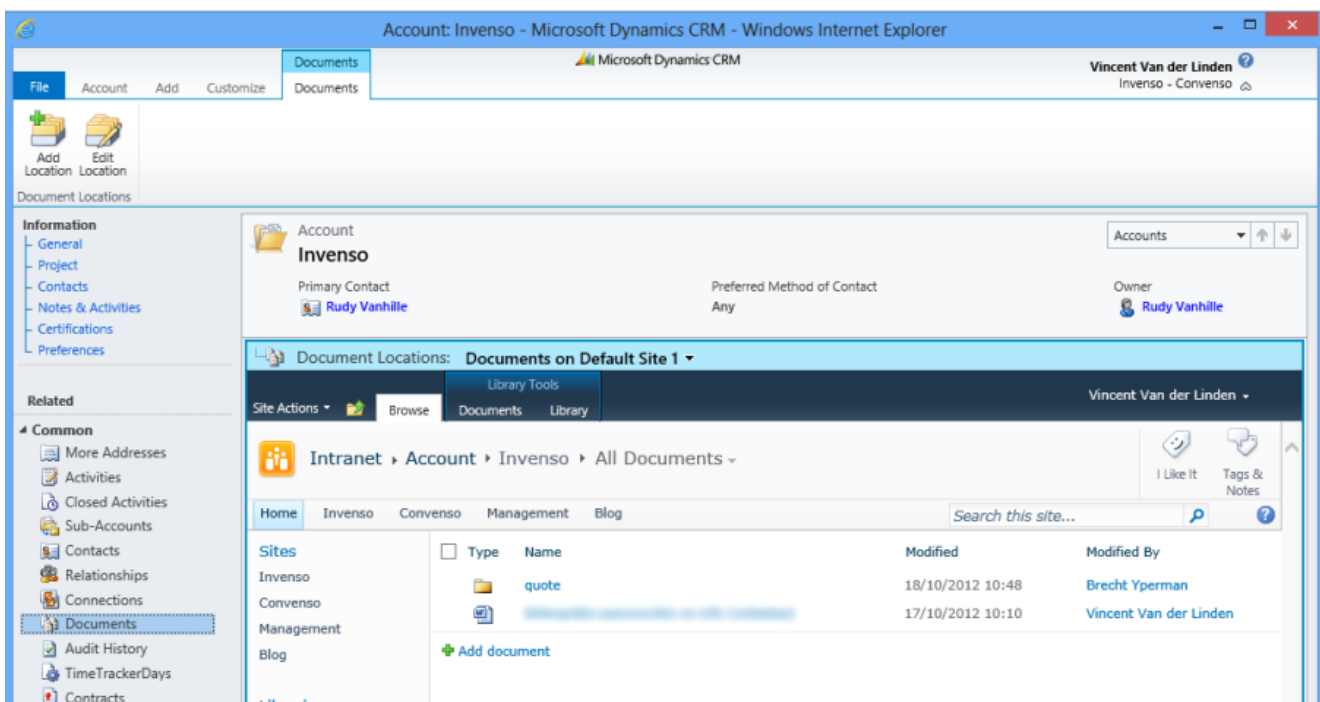 Account: Invenso - Microsoft Dynamics CRM - Windows Internet Explorer
Documents
Microsoft Dynamics CRM
Vincent Van der Linden
File Account Add Customize Documents
Invenso - Convenso
Add Location
Edit Location
Document Locations
Information
General
Project
Contacts
Notes & Activities
Certifications
Preferences
Related
Common
More Addresses
Activities
Closed Activities
Sub-Accounts
Contacts
Relationships
Connections
Documents
Audit History
TimeTrackerDays
Contracts
Account
Invenso
Accounts
Primary Contact
Rudy Vanhille
Preferred Method of Contact
Any
Owner
Rudy Vanhille
Document Locations: Documents on Default Site 1
Library Tools
Site Actions Browse Documents Library
Vincent Van der Linden
Intranet Account Invenso All Documents
I Like It
Tags & Notes
Home Invenso Convenso Management Blog
Search this site...
Sites
Invenso
Convenso
Management
Blog
Type Name Modified Modified By
quote 18/10/2012 10:48 Brecht Yperman
17/10/2012 10:10 Vincent Van der Linden
Add document